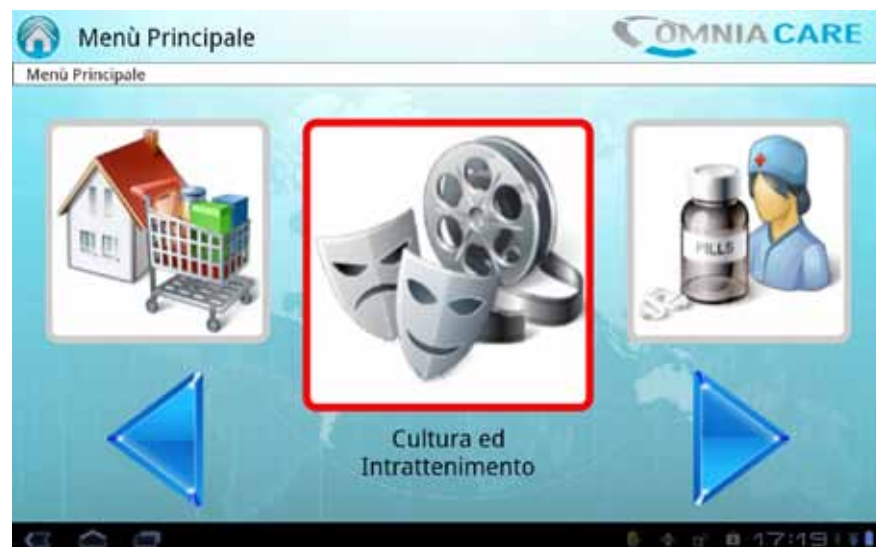 Menù Principale
OMNIA CARE
Menù Principale
PILLS
Cultura ed
Intrattenimento
17:19